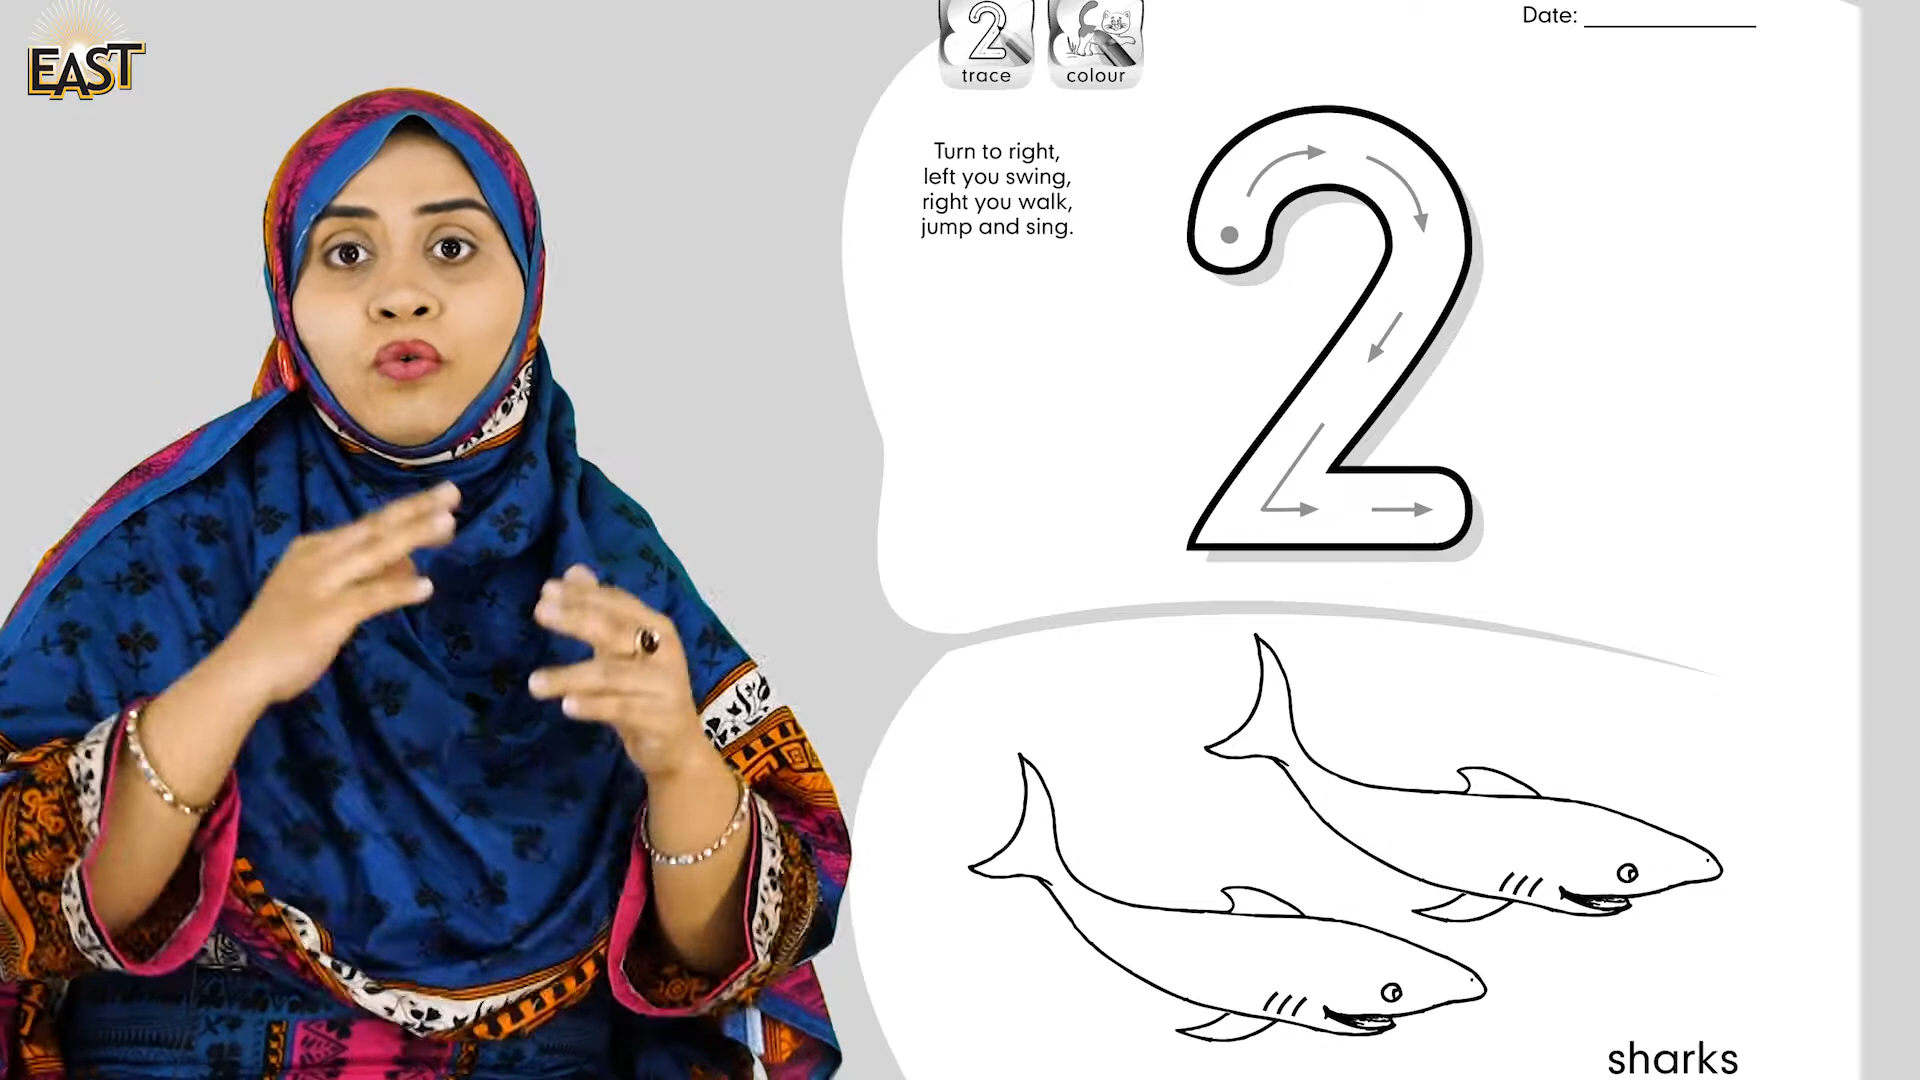 EAST
2
trace
colour
Date:
Turn to right,
left you swing,
right you walk,
jump and sing.
2
sharks